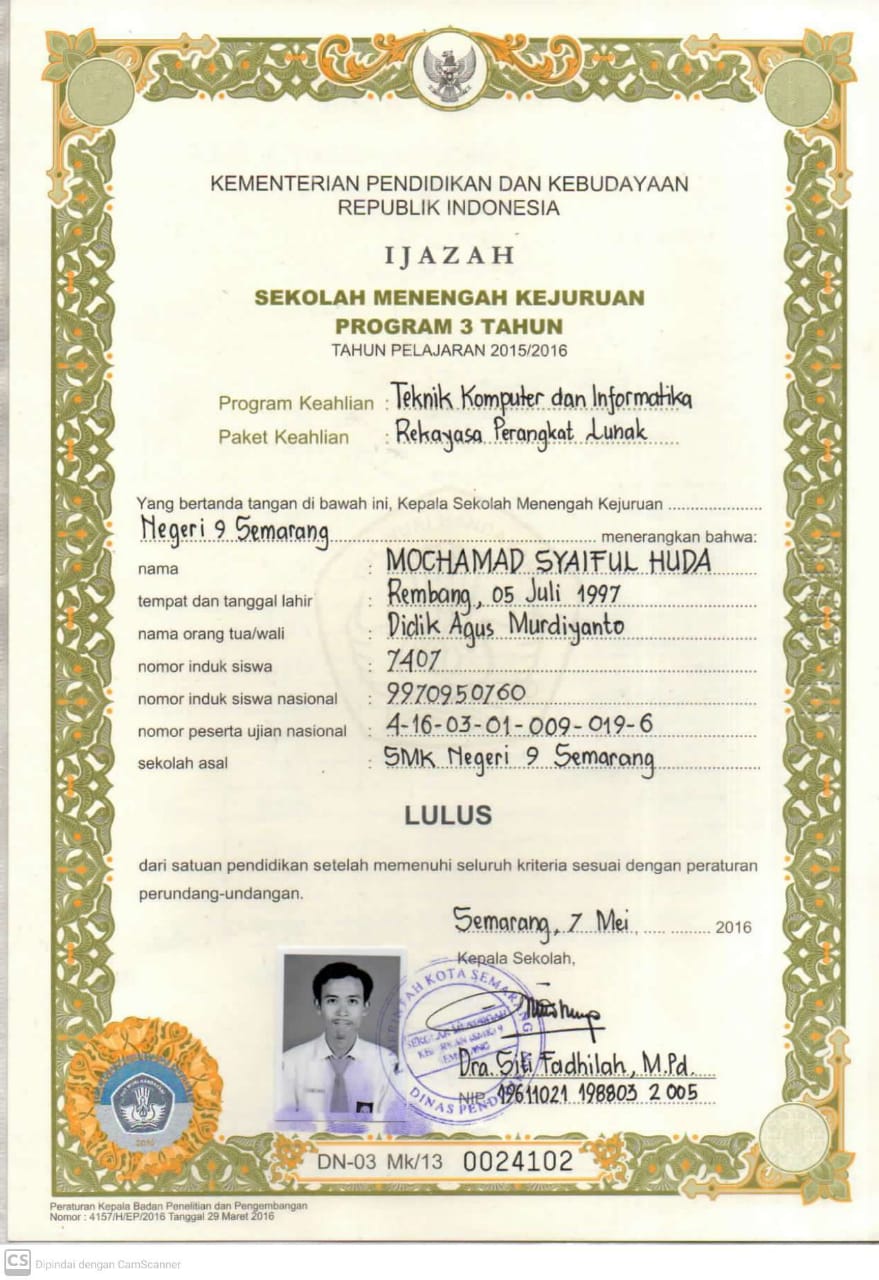 KEMENTERIAN PENDIDIKAN DAN KEBUDAYAAN
REPUBLIK INDONESIA
IJAZAH
SEKOLAH MENENGAH KEJURUAN
PROGRAM 3 TAHUN
TAHUN PELAJARAN 2015/2016
Program Keahlian : Teknik Komputer dan Informatika
Paket Keahlian : Rekayasa Perangkat Lunak
Yang bertanda tangan di bawah ini, Kepala Sekolah Menengah Kejuruan ....................
Negeri 9 Semarang .................... menerangkan bahwa:
nama : MOCHAMAD SYAIFUL HUDA
tempat dan tanggal lahir : Rembang, 05 Juli 1997
nama orang tua/wali : Didik Agus Murdiyanto
nomor induk siswa : 7407
nomor induk siswa nasional : 9970950760
nomor peserta ujian nasional : 4-16-03-01-009-019-6
sekolah asal : SMK Negeri 9 Semarang
LULUS
dari satuan pendidikan setelah memenuhi seluruh kriteria sesuai dengan peraturan
perundang-undangan.
Semarang, 7 Mei, .... .......... 2016
Kepala Sekolah,
KOTA SEMARANG
DINAS
Dra. Siti Fadhilah, M.Pd.
NIP. 19611021 198803 2 005
DN-03 Mk/13 0024102
Peraturan Kepala Badan Penelitian dan Pengembangan
Nomor : 4157/H/EP/2016 Tanggal 29 Maret 2016
CS Dipindai dengan CamScanner